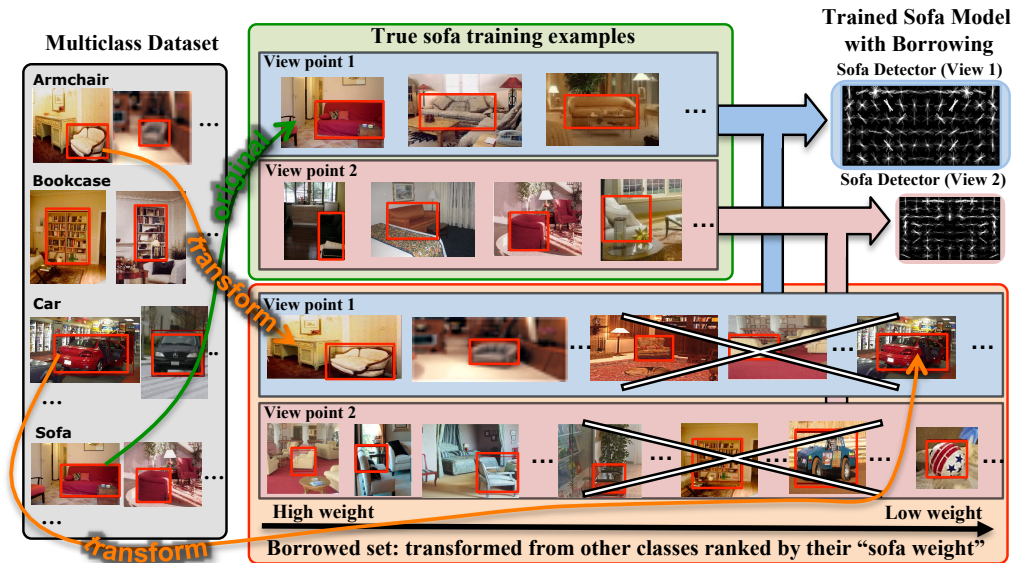 Multiclass Dataset
Armchair
...
Bookcase
Car
..
...
Sofa
...
...
original
transform
transform
True sofa training examples
View point 1
...
View point 2
...
Trained Sofa Model
with Borrowing
Sofa Detector (View 1)
Sofa Detector (View 2)
View point 1
... ... ...
View point 2
... ... ... ...
High weight
Low weight
Borrowed set: transformed from other classes ranked by their “sofa weight”